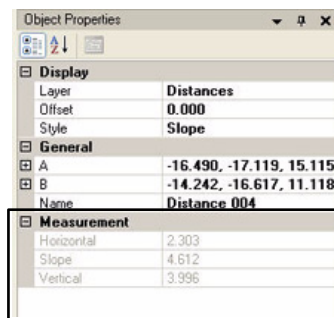 Object Properties
Display
Layer Distances
Offset 0.000
Style Slope
General
A -16.490, -17.119, 15.115
B -14.242, -16.617, 11.118
Name Distance 004
Measurement
Horizontal 2.303
Slope 4.612
Vertical 3.996